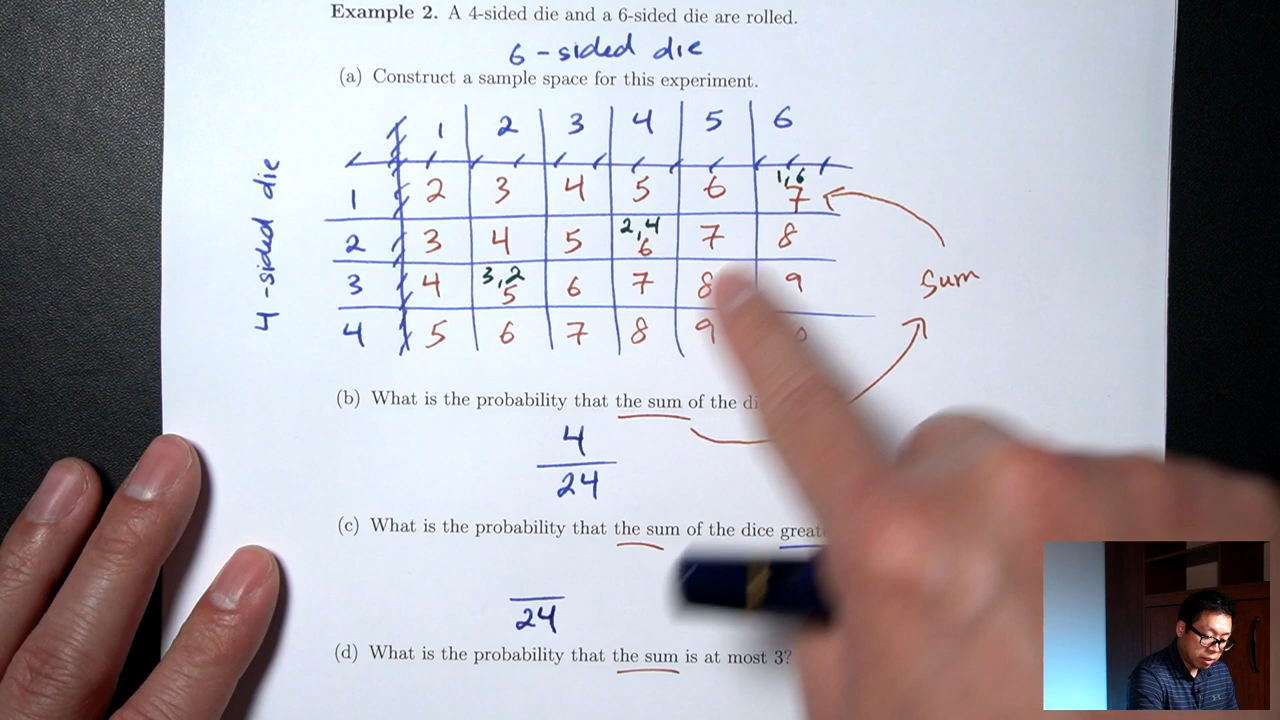 Example 2. A 4-sided die and a 6-sided die are rolled.
6-sided die
(a) Construct a sample space for this experiment.
1 2 3 4 5 6
4-sided die
1,6
1 2 3 4 5 6 7
2,4
2 3 4 5 6 7 8
Sum
3,2
3 4 5 6 7 8 9
4 5 6 7 8 9
(b) What is the probability that the sum of the
4
24
(c) What is the probability that the sum of the dice
24
(d) What is the probability that the sum is at most 3?